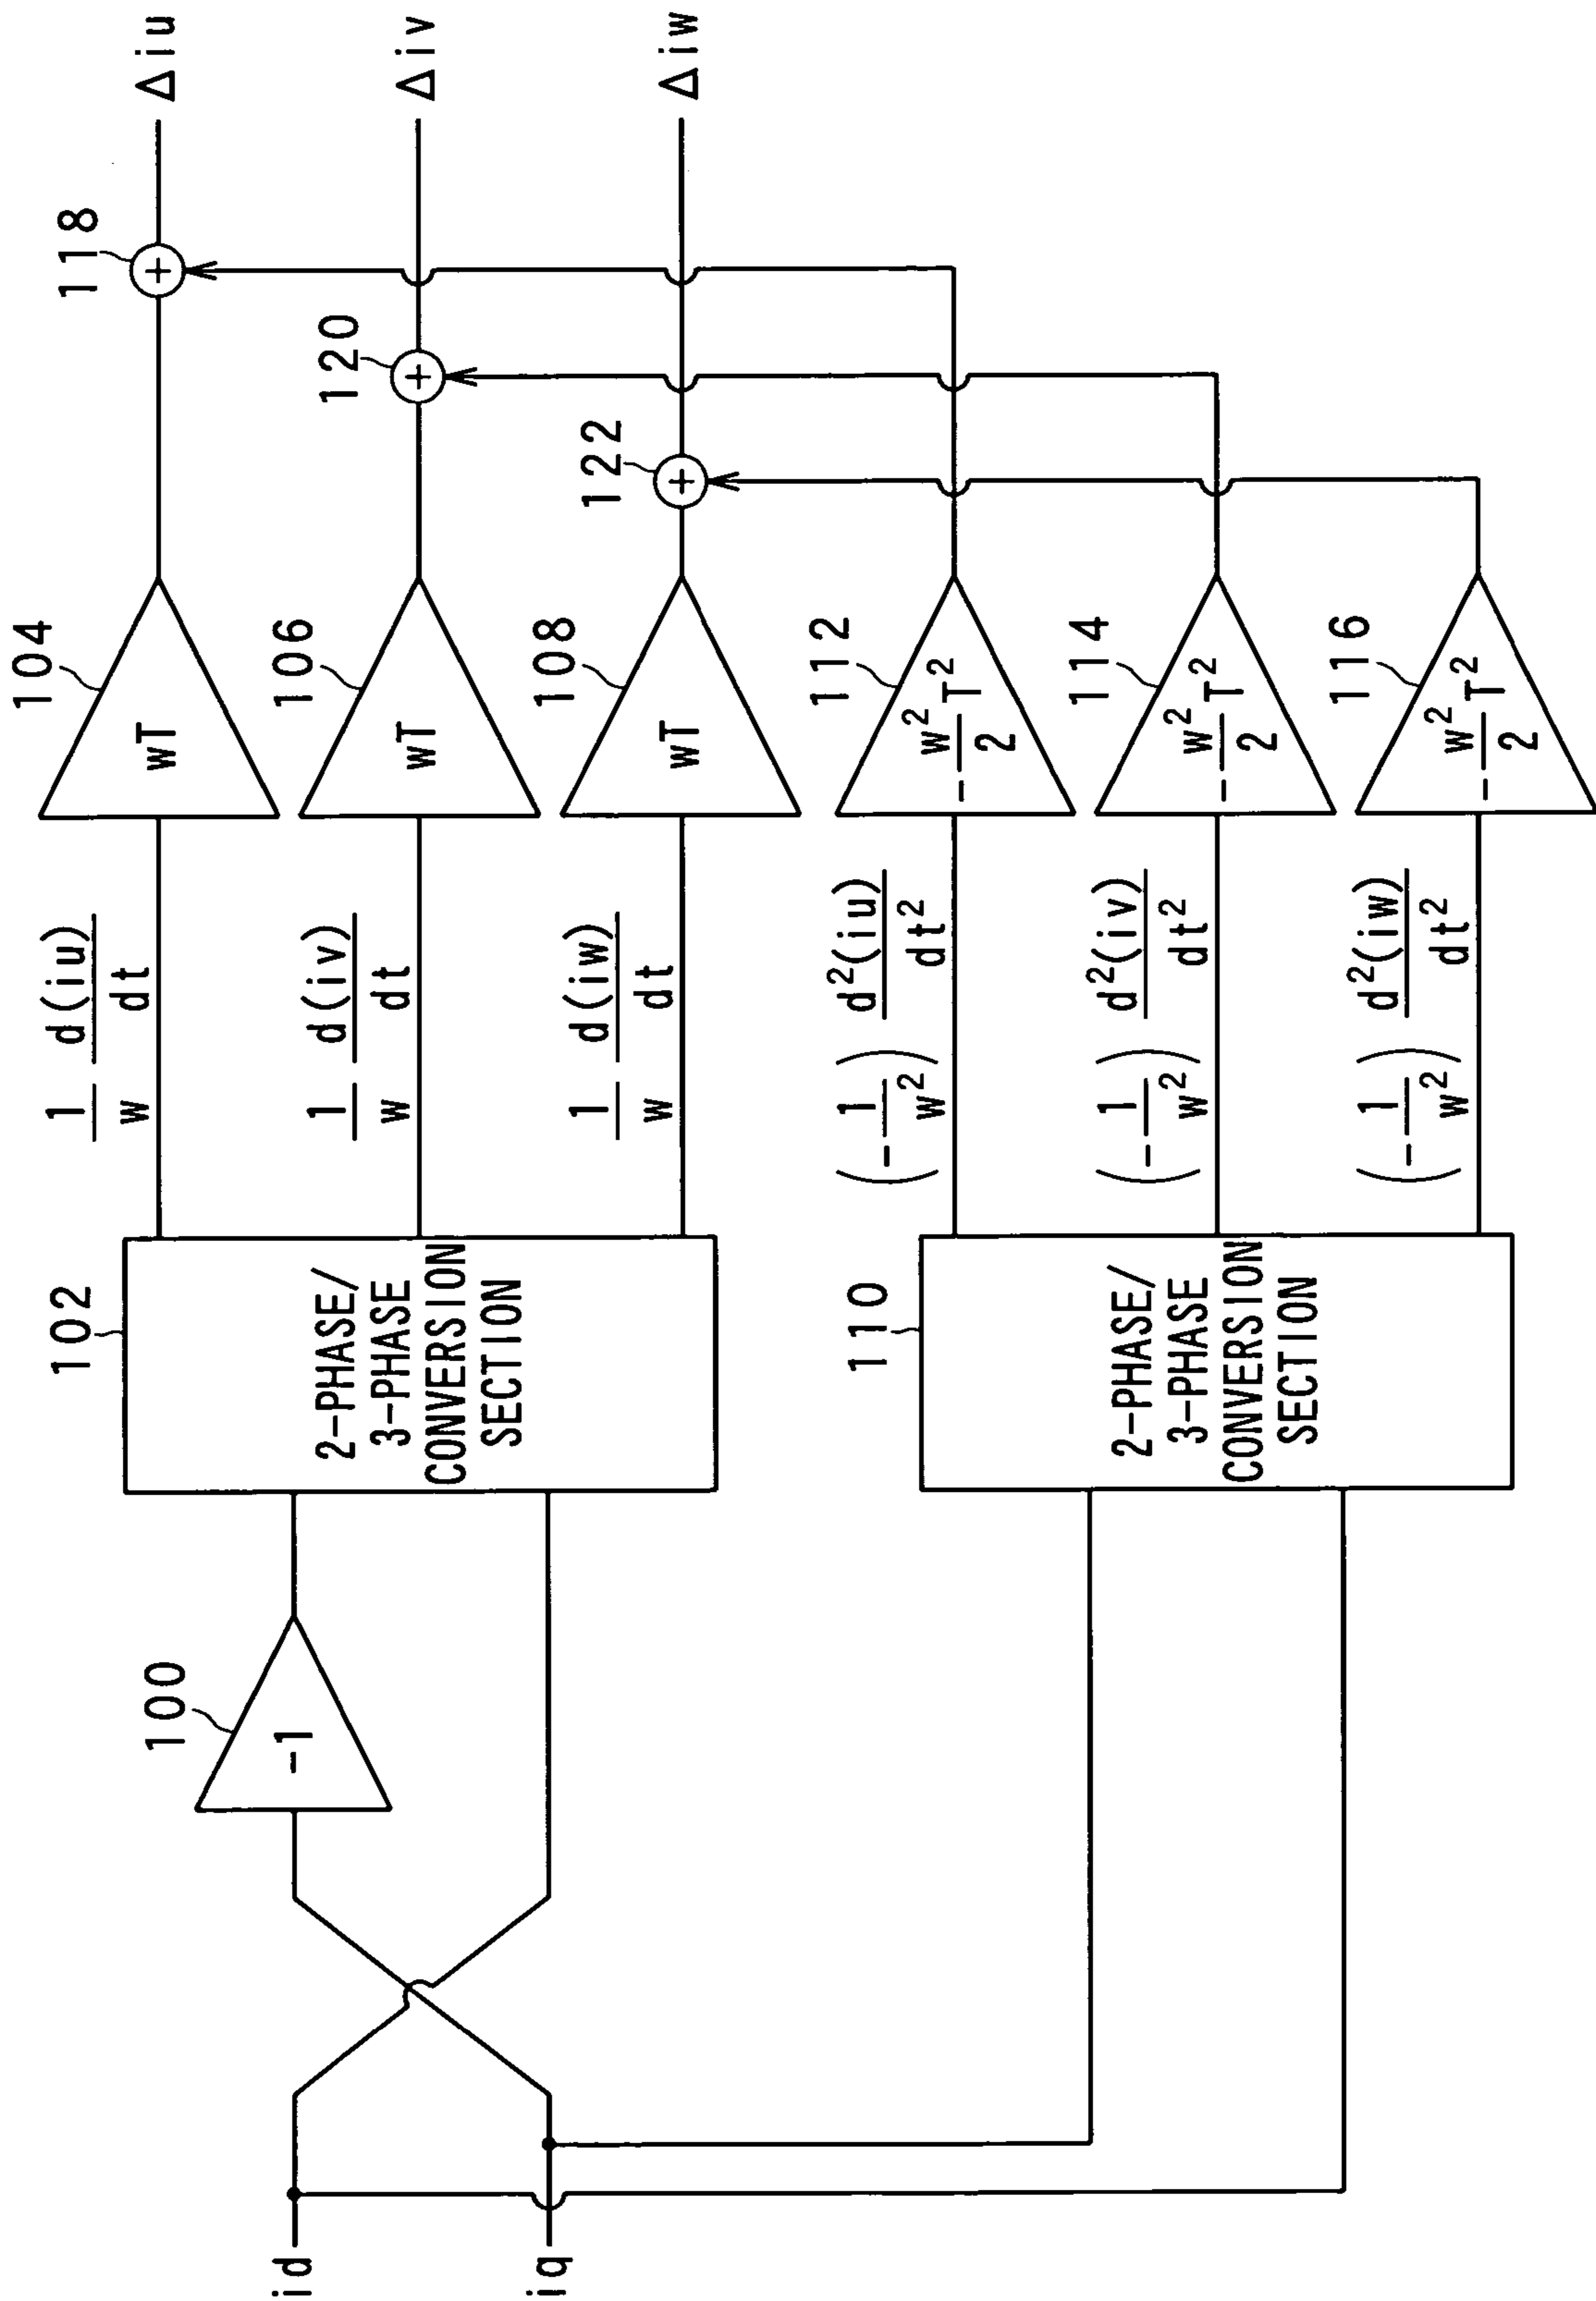 id
iq
100
-1
102
2-PHASE/
3-PHASE
CONVERSION
SECTION
110
2-PHASE/
3-PHASE
CONVERSION
SECTION
1/w d(iu)/dt
1/w d(iv)/dt
1/w d(iw)/dt
(-1/w²) d²(iu)/dt²
(-1/w²) d²(iv)/dt²
(-1/w²) d²(iw)/dt²
104
wT
106
wT
108
wT
112
-w²/2 T²
114
-w²/2 T²
116
-w²/2 T²
118
+
120
+
122
+
Δiu
Δiv
Δiw